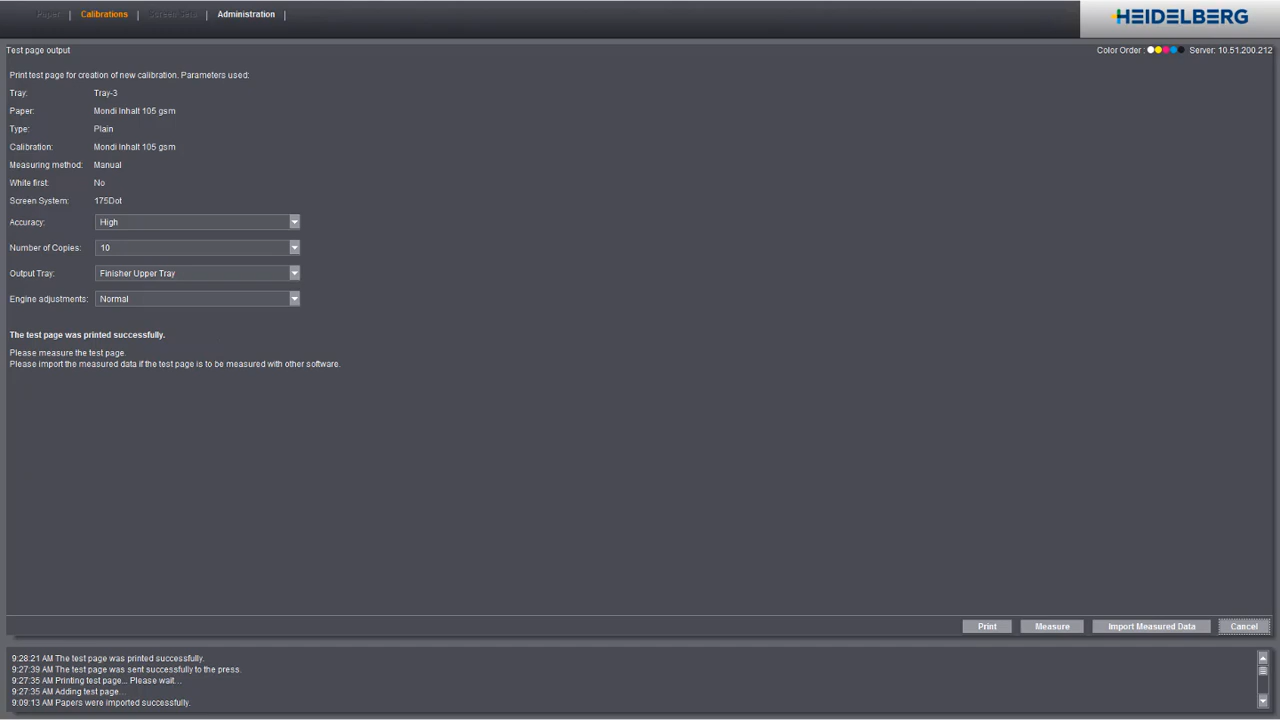 Paper | Calibrations | Screen Sets | Administration |
HEIDELBERG
Test page output
Color Order : Server: 10.51.200.212
Print test page for creation of new calibration. Parameters used:
Tray: Tray-3
Paper: Mondi Inhalt 105 gsm
Type: Plain
Calibration: Mondi Inhalt 105 gsm
Measuring method: Manual
White first: No
Screen System: 175Dot
Accuracy: High
Number of Copies: 10
Output Tray: Finisher Upper Tray
Engine adjustments: Normal
The test page was printed successfully.
Please measure the test page.
Please import the measured data if the test page is to be measured with other software.
Print Measure Import Measured Data Cancel
9:28:21 AM The test page was printed successfully.
9:27:39 AM The test page was sent successfully to the press.
9:27:35 AM Printing test page... Please wait...
9:27:35 AM Adding test page...
9:09:13 AM Papers were imported successfully.